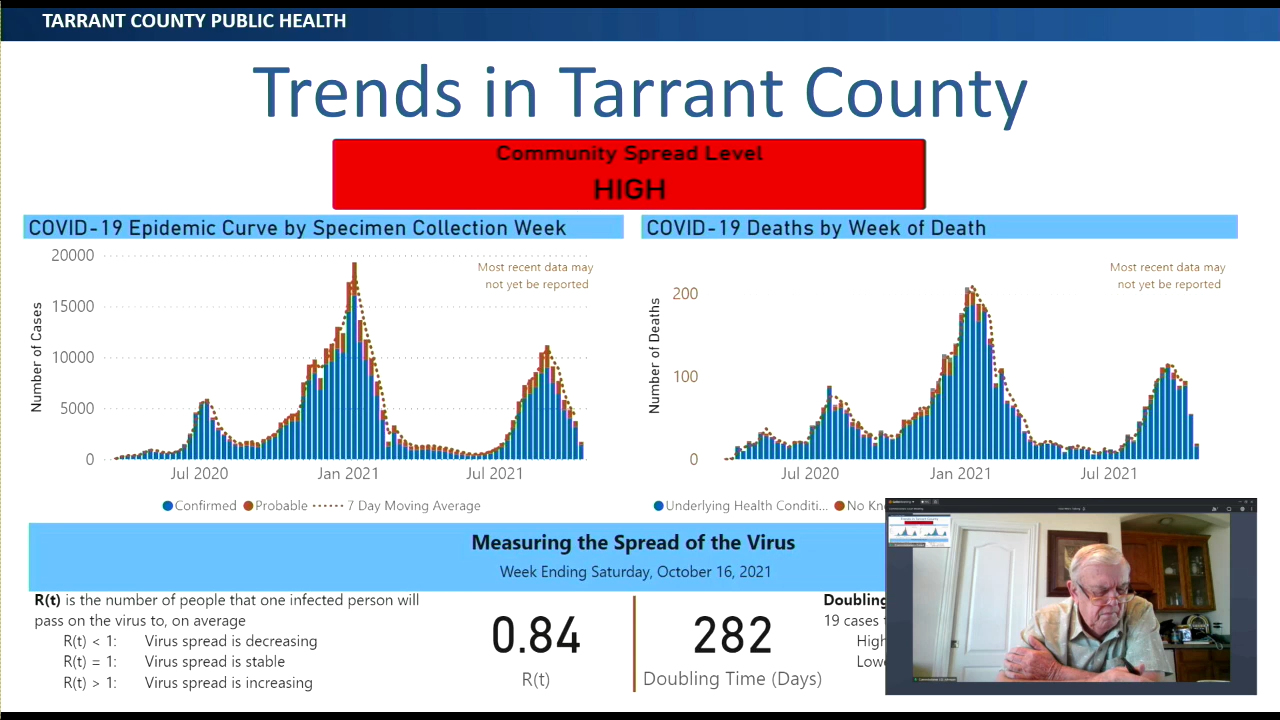 TARRANT COUNTY PUBLIC HEALTH
Trends in Tarrant County
Community Spread Level
HIGH
COVID-19 Epidemic Curve by Specimen Collection Week
COVID-19 Deaths by Week of Death
20000
15000
10000
5000
0
Number of Cases
Most recent data may
not yet be reported
Jul 2020
Jan 2021
Jul 2021
Confirmed
Probable
7 Day Moving Average
200
100
0
Number of Deaths
Most recent data may
not yet be reported
Jul 2020
Jan 2021
Jul 2021
Underlying Health Conditi...
No Kn
Measuring the Spread of the Virus
Week Ending Saturday, October 16, 2021
R(t) is the number of people that one infected person will
pass on the virus to, on average
R(t) < 1: Virus spread is decreasing
R(t) = 1: Virus spread is stable
R(t) > 1: Virus spread is increasing
0.84
R(t)
282
Doubling Time (Days)
Doubling
19 cases
High
Lowe